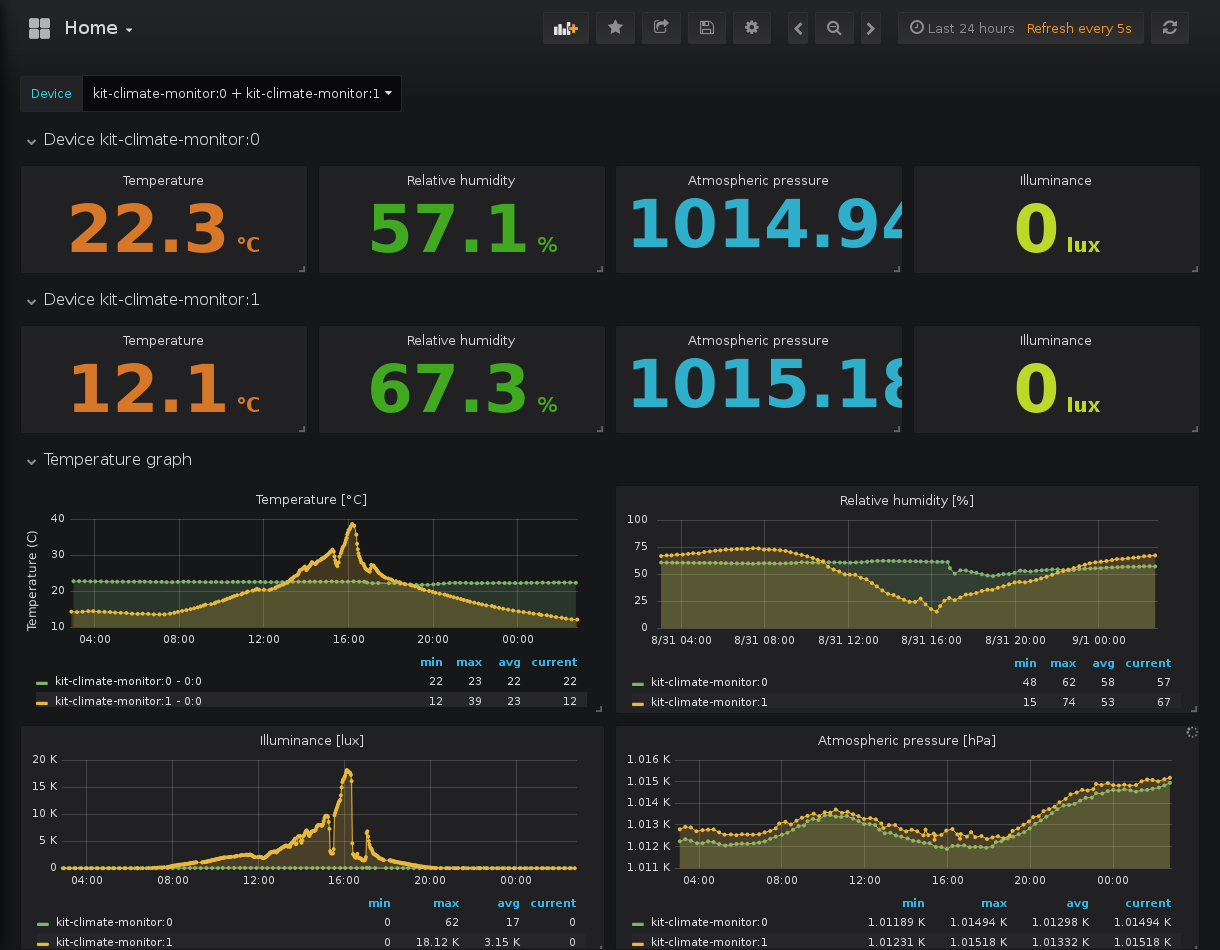 Home
Last 24 hours Refresh every 5s
Device kit-climate-monitor:0 + kit-climate-monitor:1
Device kit-climate-monitor:0
Temperature Relative humidity Atmospheric pressure Illuminance
22.3 °C 57.1 % 1014.94 0 lux
Device kit-climate-monitor:1
Temperature Relative humidity Atmospheric pressure Illuminance
12.1 °C 67.3 % 1015.18 0 lux
Temperature graph
Temperature [°C]
Temperature (C)
40
30
20
10
04:00 08:00 12:00 16:00 20:00 00:00
min max avg current
kit-climate-monitor:0 - 0:0 22 23 22 22
kit-climate-monitor:1 - 0:0 12 39 23 12
Relative humidity [%]
100
75
50
25
0
8/31 04:00 8/31 08:00 8/31 12:00 8/31 16:00 8/31 20:00 9/1 00:00
min max avg current
kit-climate-monitor:0 48 62 58 57
kit-climate-monitor:1 15 74 53 67
Illuminance [lux]
20 K
15 K
10 K
5 K
0
04:00 08:00 12:00 16:00 20:00 00:00
min max avg current
kit-climate-monitor:0 0 62 17 0
kit-climate-monitor:1 0 18.12 K 3.15 K 0
Atmospheric pressure [hPa]
1.016 K
1.015 K
1.014 K
1.013 K
1.012 K
1.011 K
04:00 08:00 12:00 16:00 20:00 00:00
min max avg current
kit-climate-monitor:0 1.01189 K 1.01494 K 1.01298 K 1.01494 K
kit-climate-monitor:1 1.01231 K 1.01518 K 1.01332 K 1.01518 K